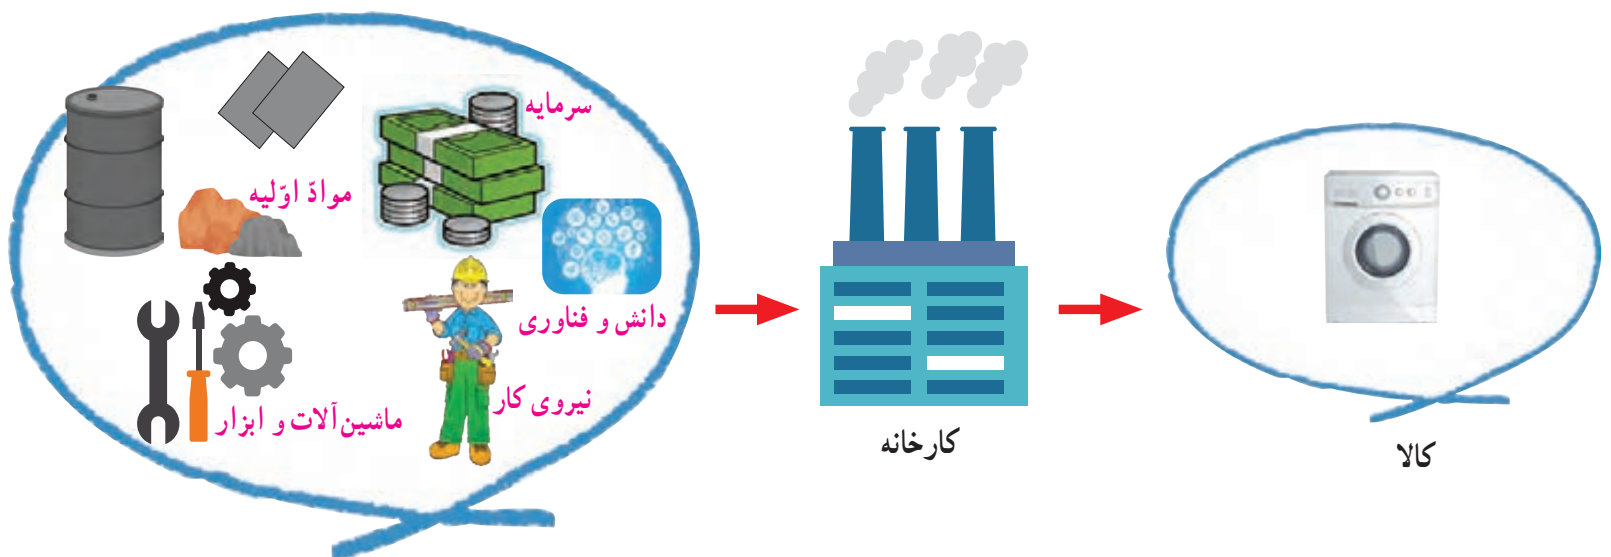 سرمایه
موادّ اوّلیه
دانش و فناوری
نیروی کار
ماشین‌آلات و ابزار
کارخانه
کالا